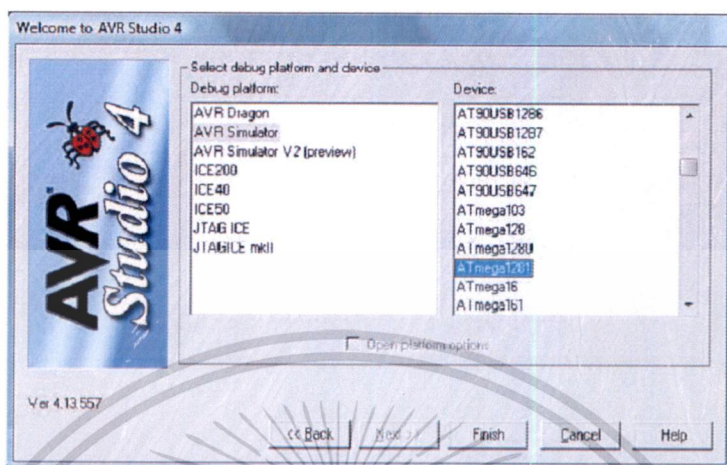 Welcome to AVR Studio 4
Select debug platform and device
Debug platform:
AVR Dragon
AVR Simulator
AVR Simulator V2 (preview)
ICE200
ICE40
ICE50
JTAG ICE
JTAGICE mkII
Device:
AT90USB1286
AT90USB1287
AT90USB162
AT90USB646
AT90USB647
ATmega103
ATmega128
ATmega1280
ATmega1281
ATmega16
ATmega161
AVR Studio 4
Open platform options
Ver 4.13.557
<< Back
Next >>
Finish
Cancel
Help